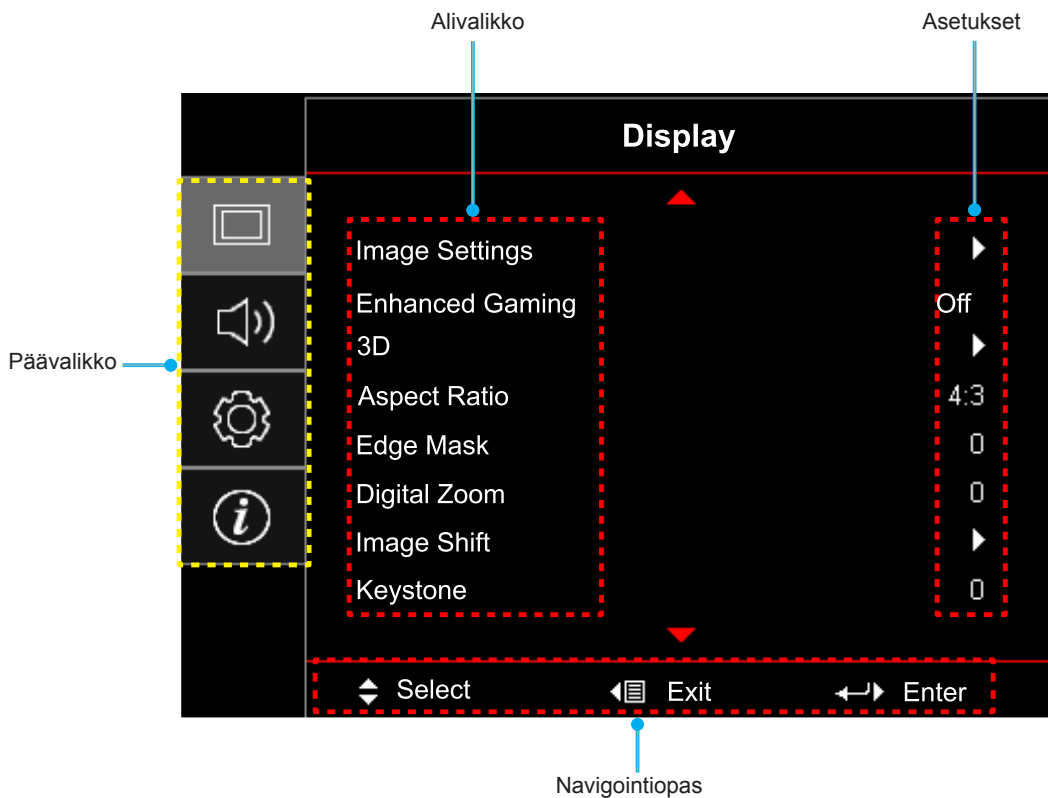 Alivalikko Asetukset
Display
Image Settings
Enhanced Gaming Off
3D
Päävalikko
Aspect Ratio 4:3
Edge Mask 0
Digital Zoom 0
Image Shift
Keystone 0
Select Exit Enter
Navigointiopas